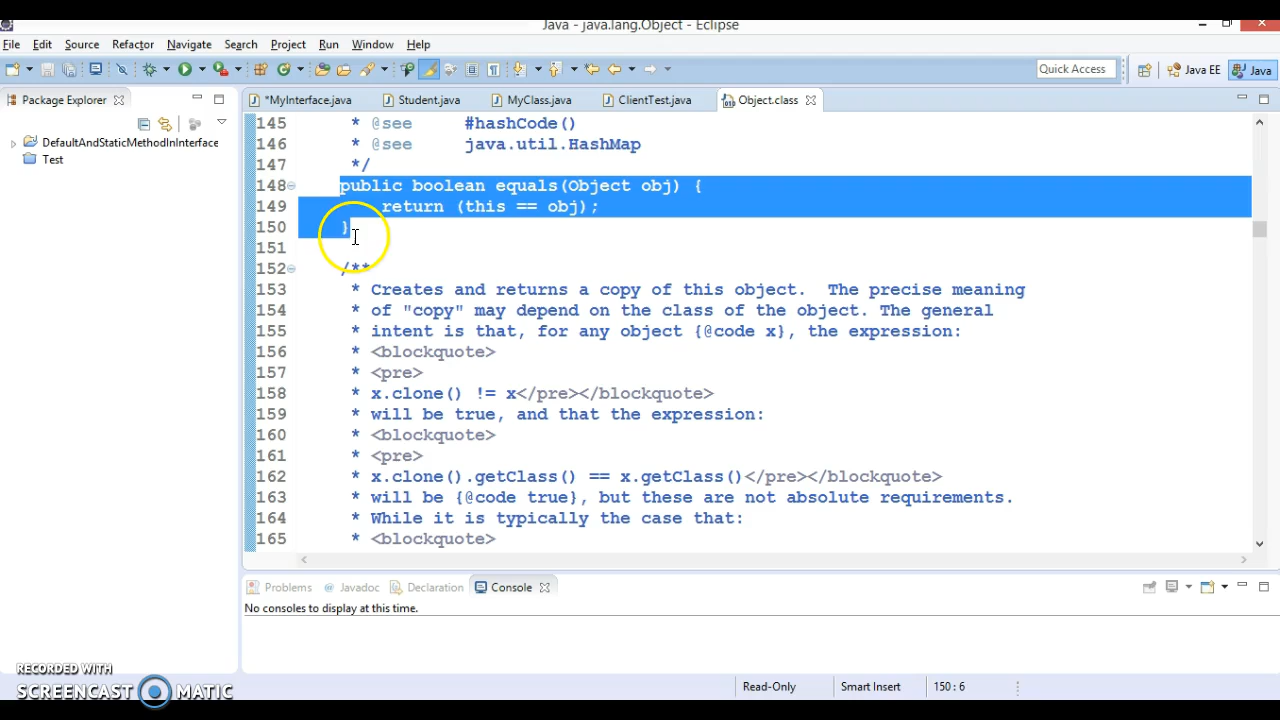 Java - java.lang.Object - Eclipse
File Edit Source Refactor Navigate Search Project Run Window Help
Quick Access Java EE Java
Package Explorer *MyInterface.java Student.java MyClass.java ClientTest.java Object.class
DefaultAndStaticMethodInInterface
Test
145 * @see #hashCode()
146 * @see java.util.HashMap
147 */
148 public boolean equals(Object obj) {
149 return (this == obj);
150 }
151
152 /**
153 * Creates and returns a copy of this object. The precise meaning
154 * of "copy" may depend on the class of the object. The general
155 * intent is that, for any object {@code x}, the expression:
156 * <blockquote>
157 * <pre>
158 * x.clone() != x</pre></blockquote>
159 * will be true, and that the expression:
160 * <blockquote>
161 * <pre>
162 * x.clone().getClass() == x.getClass()</pre></blockquote>
163 * will be {@code true}, but these are not absolute requirements.
164 * While it is typically the case that:
165 * <blockquote>
Problems Javadoc Declaration Console
No consoles to display at this time.
RECORDED WITH
SCREENCAST MATIC
Read-Only Smart Insert 150 : 6